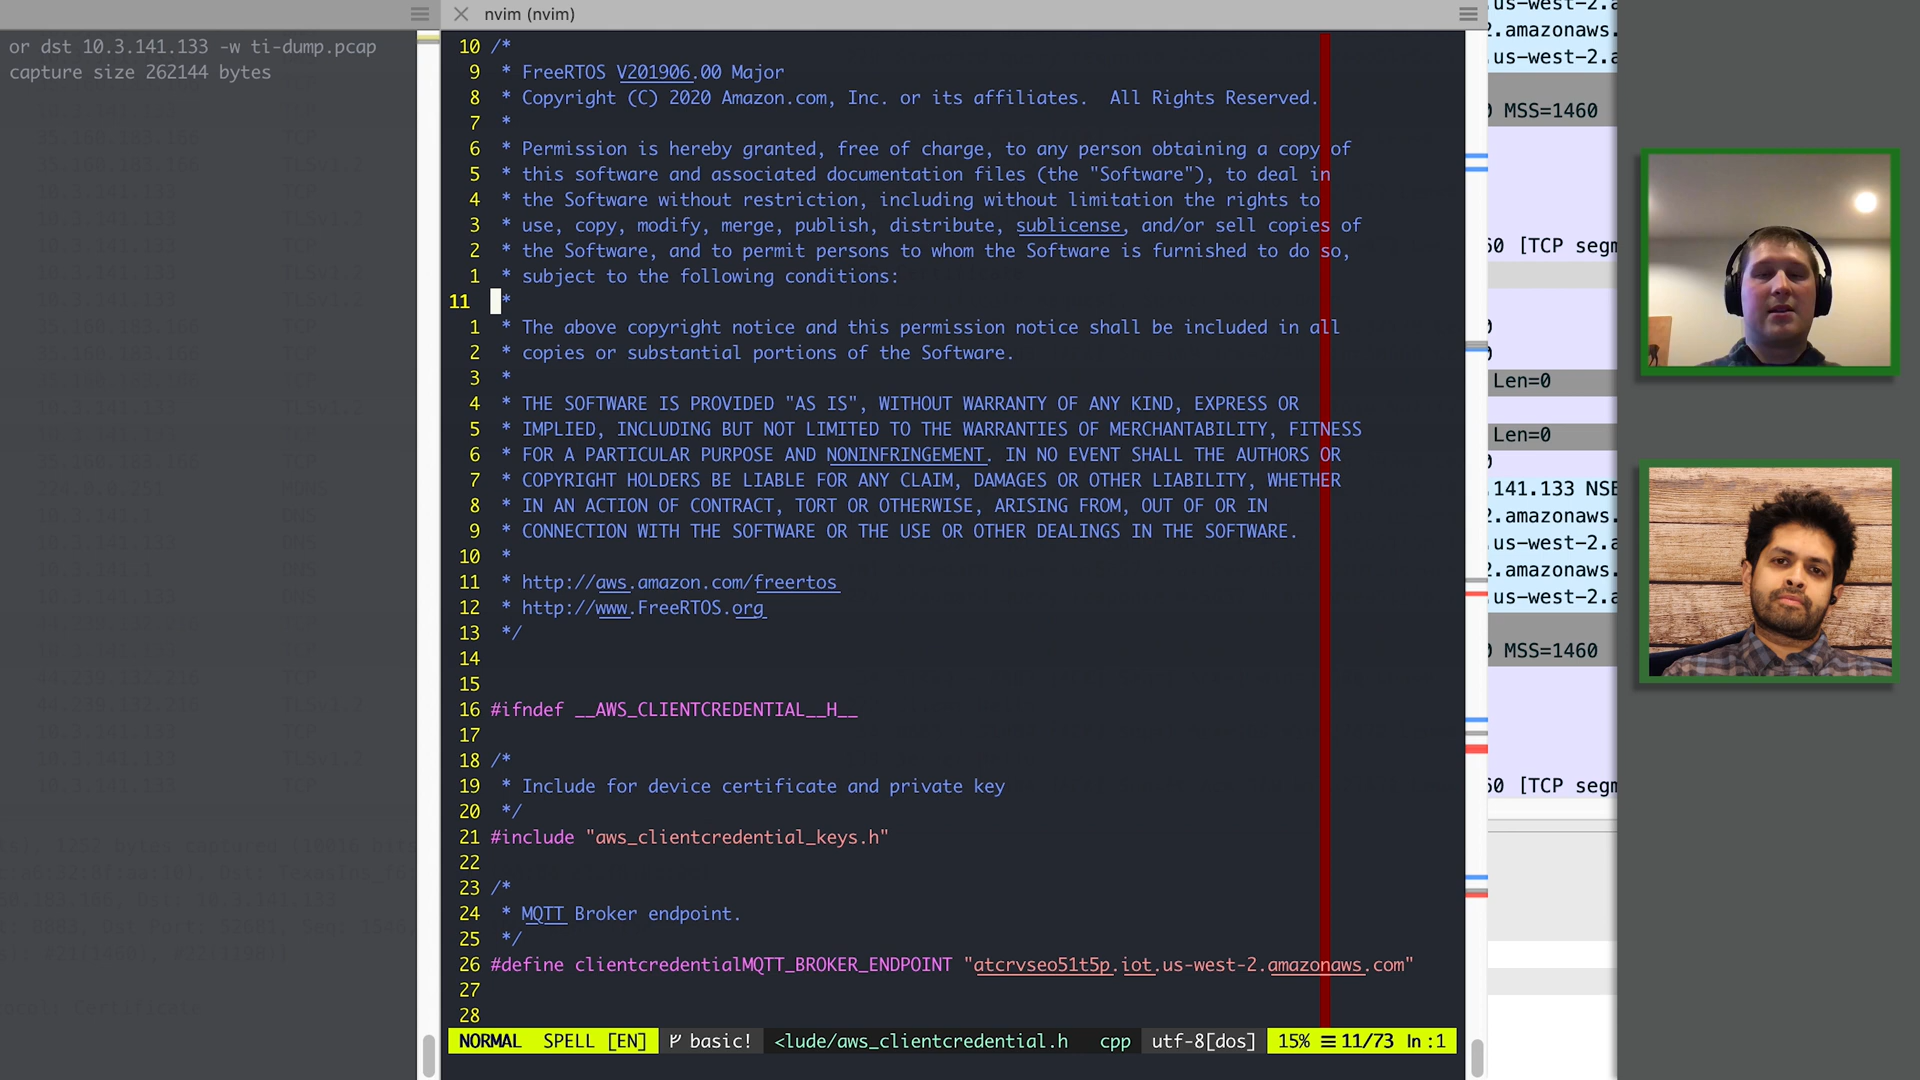 or dst 10.3.141.133 -w ti-dump.pcap
capture size 262144 bytes
nvim (nvim)
10 /*
9 * FreeRTOS V201906.00 Major
8 * Copyright (C) 2020 Amazon.com, Inc. or its affiliates.  All Rights Reserved.
7 *
6 * Permission is hereby granted, free of charge, to any person obtaining a copy of
5 * this software and associated documentation files (the "Software"), to deal in
4 * the Software without restriction, including without limitation the rights to
3 * use, copy, modify, merge, publish, distribute, sublicense, and/or sell copies of
2 * the Software, and to permit persons to whom the Software is furnished to do so,
1 * subject to the following conditions:
11 *
1 * The above copyright notice and this permission notice shall be included in all
2 * copies or substantial portions of the Software.
3 *
4 * THE SOFTWARE IS PROVIDED "AS IS", WITHOUT WARRANTY OF ANY KIND, EXPRESS OR
5 * IMPLIED, INCLUDING BUT NOT LIMITED TO THE WARRANTIES OF MERCHANTABILITY, FITNESS
6 * FOR A PARTICULAR PURPOSE AND NONINFRINGEMENT. IN NO EVENT SHALL THE AUTHORS OR
7 * COPYRIGHT HOLDERS BE LIABLE FOR ANY CLAIM, DAMAGES OR OTHER LIABILITY, WHETHER
8 * IN AN ACTION OF CONTRACT, TORT OR OTHERWISE, ARISING FROM, OUT OF OR IN
9 * CONNECTION WITH THE SOFTWARE OR THE USE OR OTHER DEALINGS IN THE SOFTWARE.
10 *
11 * http://aws.amazon.com/freertos
12 * http://www.FreeRTOS.org
13 */
14
15
16 #ifndef __AWS_CLIENTCREDENTIAL__H__
17
18 /*
19 * Include for device certificate and private key
20 */
21 #include "aws_clientcredential_keys.h"
22
23 /*
24 * MQTT Broker endpoint.
25 */
26 #define clientcredentialMQTT_BROKER_ENDPOINT "atcrvseo51t5p.iot.us-west-2.amazonaws.com"
27
28
NORMAL SPELL [EN] basic! <lude/aws_clientcredential.h cpp utf-8[dos] 15% 11/73 ln :1
.us-west-2.a
2.amazonaws.
.us-west-2.a
MSS=1460
60 [TCP segm
Len=0
Len=0
.141.133 NSE
2.amazonaws.
.us-west-2.a
2.amazonaws.
.us-west-2.a
MSS=1460
60 [TCP segm